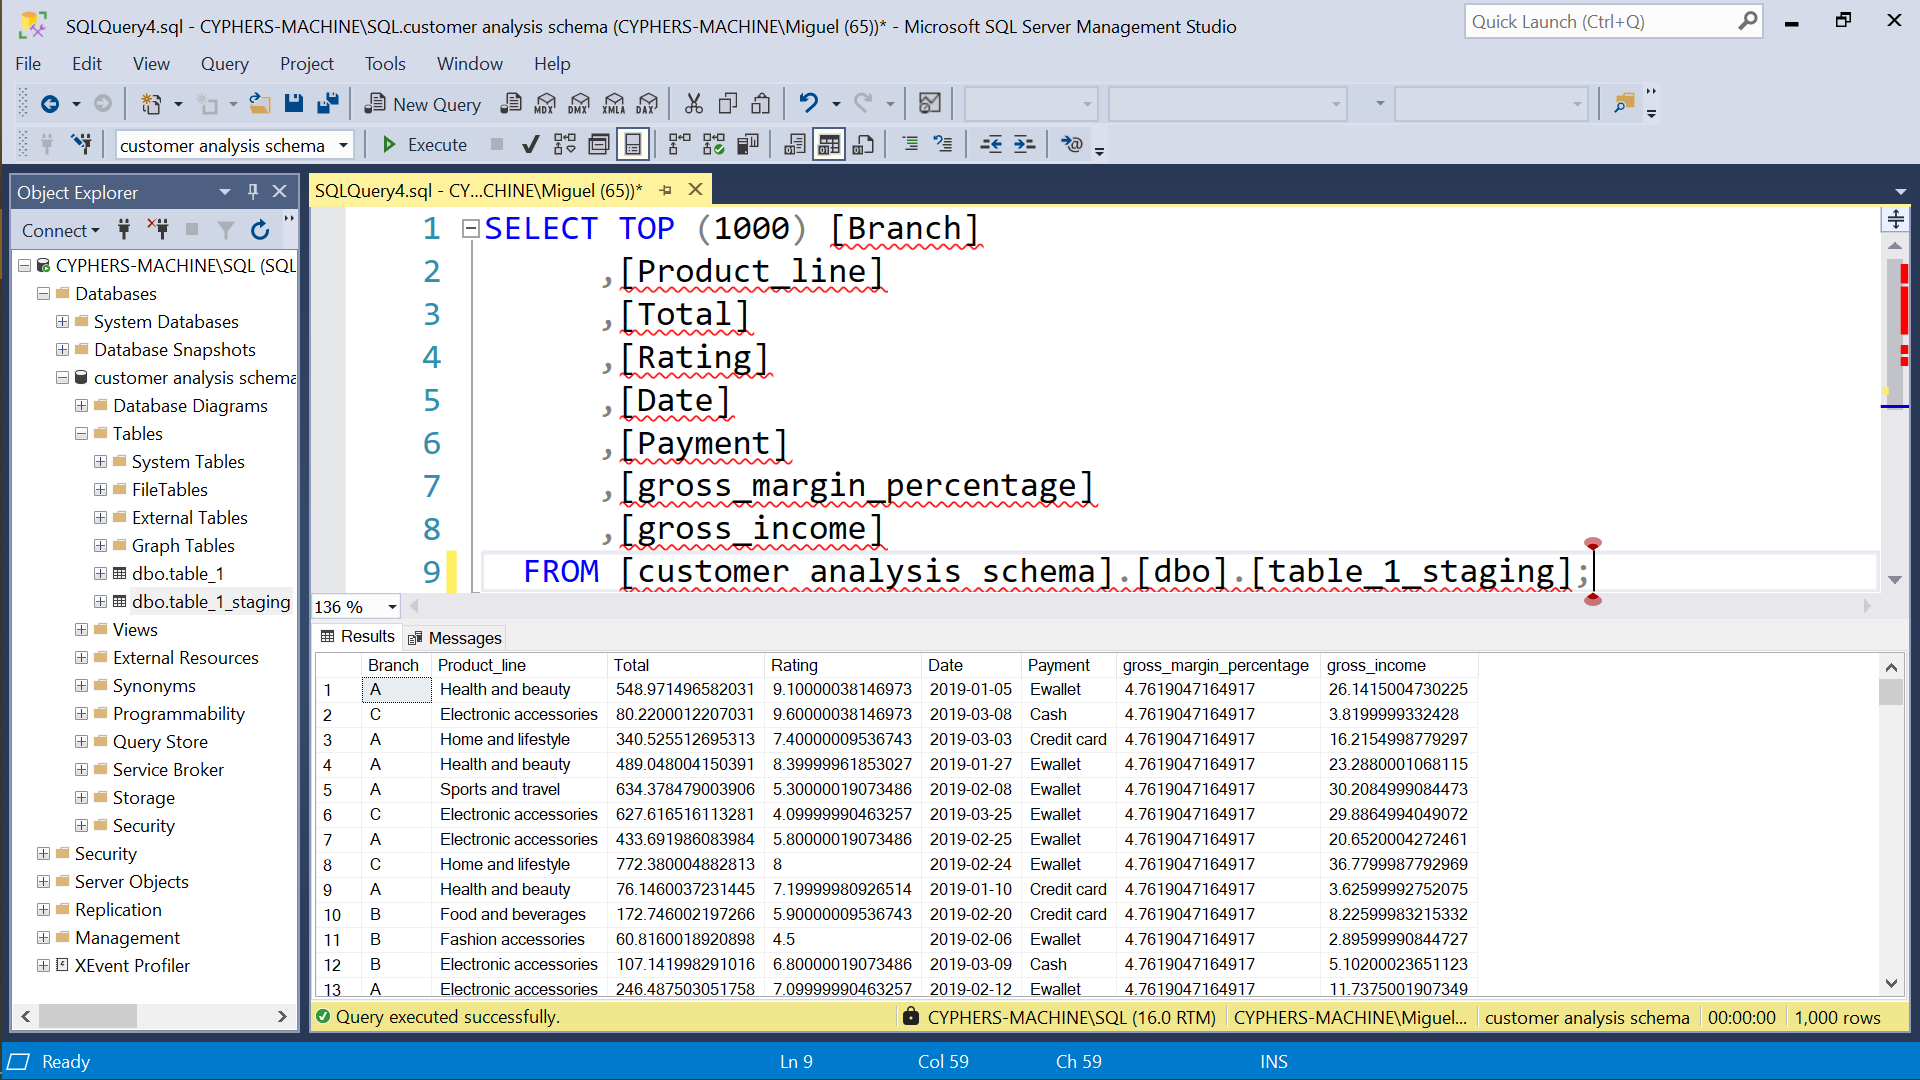 SQLQuery4.sql - CYPHERS-MACHINE\SQL.customer analysis schema (CYPHERS-MACHINE\Miguel (65))* - Microsoft SQL Server Management Studio
Quick Launch (Ctrl+Q)
File Edit View Query Project Tools Window Help
New Query MDX DMX XMLA DAX
customer analysis schema Execute
Object Explorer
Connect
CYPHERS-MACHINE\SQL (SQL
Databases
System Databases
Database Snapshots
customer analysis schema
Database Diagrams
Tables
System Tables
FileTables
External Tables
Graph Tables
dbo.table_1
dbo.table_1_staging
Views
External Resources
Synonyms
Programmability
Query Store
Service Broker
Storage
Security
Security
Server Objects
Replication
Management
XEvent Profiler
SQLQuery4.sql - CY...CHINE\Miguel (65))*
1 SELECT TOP (1000) [Branch]
2 ,[Product_line]
3 ,[Total]
4 ,[Rating]
5 ,[Date]
6 ,[Payment]
7 ,[gross_margin_percentage]
8 ,[gross_income]
9 FROM [customer analysis schema].[dbo].[table_1_staging];
136 %
Results Messages
Branch Product_line Total Rating Date Payment gross_margin_percentage gross_income
1 A Health and beauty 548.971496582031 9.10000038146973 2019-01-05 Ewallet 4.7619047164917 26.1415004730225
2 C Electronic accessories 80.2200012207031 9.60000038146973 2019-03-08 Cash 4.7619047164917 3.8199999332428
3 A Home and lifestyle 340.525512695313 7.40000009536743 2019-03-03 Credit card 4.7619047164917 16.2154998779297
4 A Health and beauty 489.048004150391 8.39999961853027 2019-01-27 Ewallet 4.7619047164917 23.2880001068115
5 A Sports and travel 634.378479003906 5.30000019073486 2019-02-08 Ewallet 4.7619047164917 30.2084999084473
6 C Electronic accessories 627.616516113281 4.09999990463257 2019-03-25 Ewallet 4.7619047164917 29.8864994049072
7 A Electronic accessories 433.691986083984 5.80000019073486 2019-02-25 Ewallet 4.7619047164917 20.6520004272461
8 C Home and lifestyle 772.380004882813 8 2019-02-24 Ewallet 4.7619047164917 36.7799987792969
9 A Health and beauty 76.1460037231445 7.19999980926514 2019-01-10 Credit card 4.7619047164917 3.62599992752075
10 B Food and beverages 172.746002197266 5.90000009536743 2019-02-20 Credit card 4.7619047164917 8.22599983215332
11 B Fashion accessories 60.8160018920898 4.5 2019-02-06 Ewallet 4.7619047164917 2.89599990844727
12 B Electronic accessories 107.141998291016 6.80000019073486 2019-03-09 Cash 4.7619047164917 5.10200023651123
13 A Electronic accessories 246.487503051758 7.09999990463257 2019-02-12 Ewallet 4.7619047164917 11.7375001907349
Query executed successfully. CYPHERS-MACHINE\SQL (16.0 RTM) CYPHERS-MACHINE\Miguel... customer analysis schema 00:00:00 1,000 rows
Ready Ln 9 Col 59 Ch 59 INS